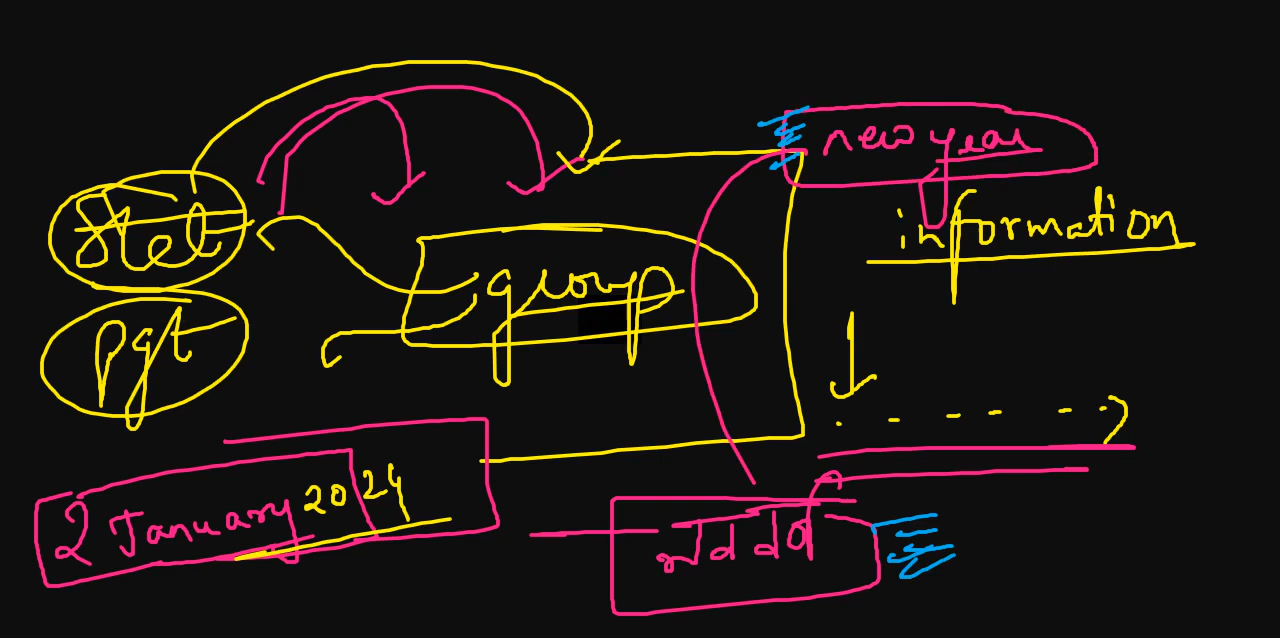 new year
Stet
information
group
Pgt
2 January 2024